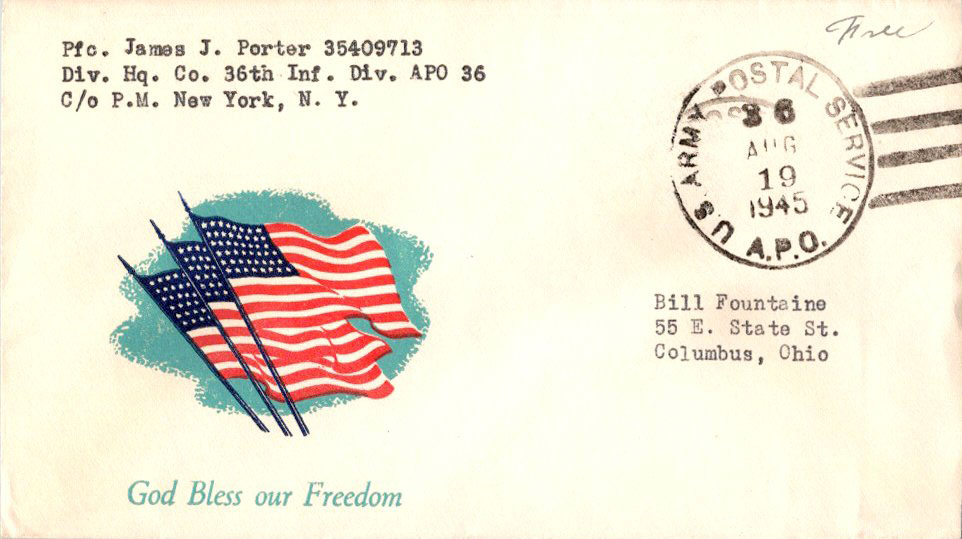 Pfc. James J. Porter 35409713
Div. Hq. Co. 36th Inf. Div. APO 36
C/o P.M. New York, N. Y.
Free
U.S. ARMY POSTAL SERVICE
36
AUG
19
1945
A.P.O.
Bill Fountaine
55 E. State St.
Columbus, Ohio
God Bless our Freedom